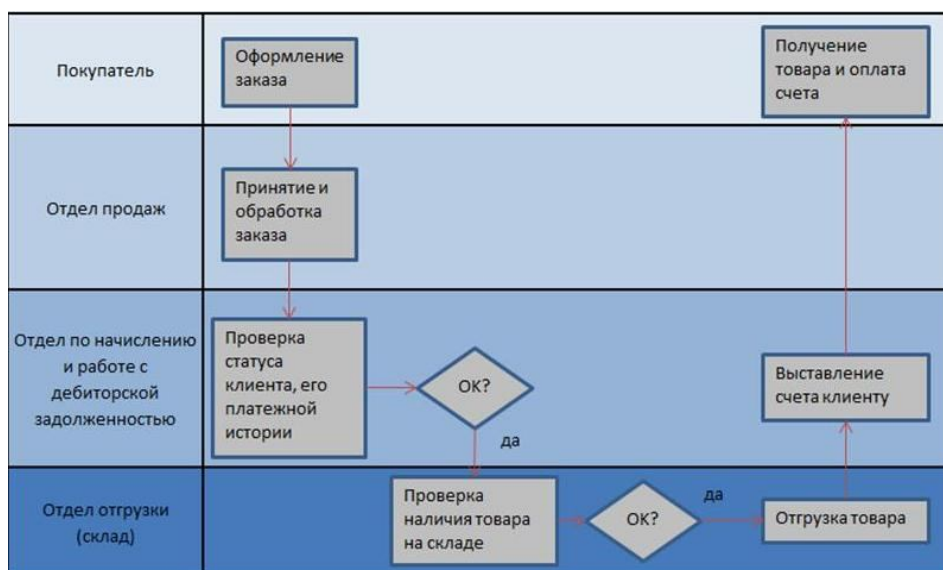 Покупатель
Оформление
заказа
Получение
товара и оплата
счета
Отдел продаж
Принятие и
обработка
заказа
Отдел по начислению
и работе с
дебиторской
задолженностью
Проверка
статуса
клиента, его
платежной
истории
ОК?
да
Выставление
счета клиенту
Отдел отгрузки
(склад)
Проверка
наличия товара
на складе
ОК?
да
Отгрузка товара